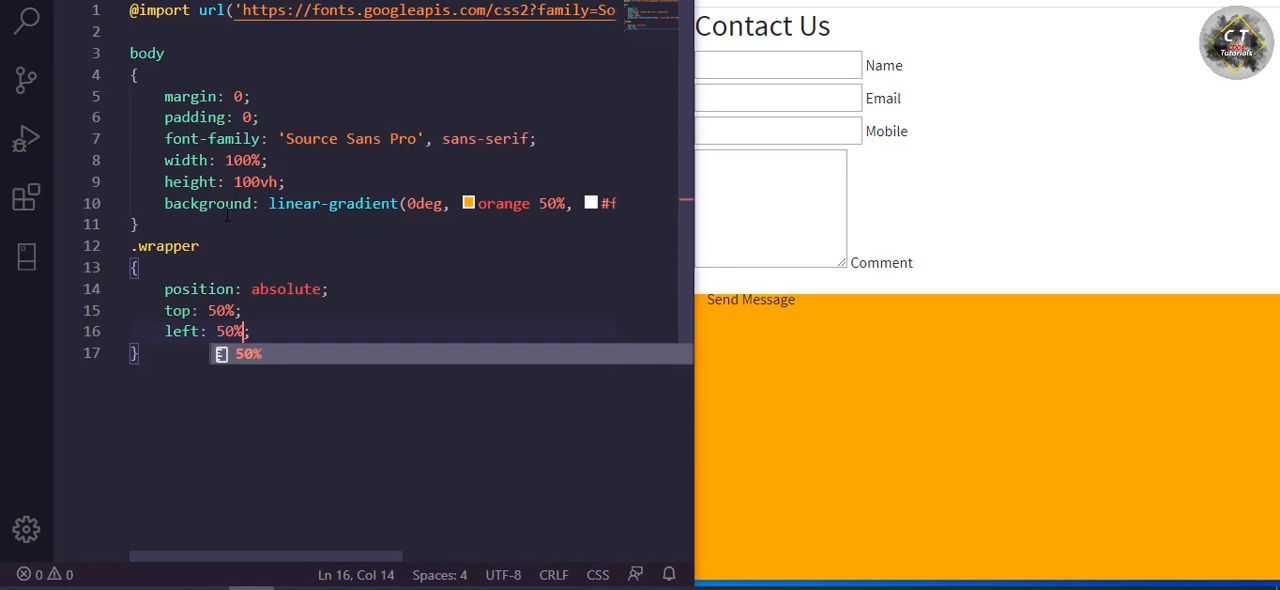 1 @import url('https://fonts.googleapis.com/css2?family=So
2
3 body
4 {
5 margin: 0;
6 padding: 0;
7 font-family: 'Source Sans Pro', sans-serif;
8 width: 100%;
9 height: 100vh;
10 background: linear-gradient(0deg, orange 50%, #f
11 }
12 .wrapper
13 {
14 position: absolute;
15 top: 50%;
16 left: 50%;
17 }
50%
0 0
Ln 16, Col 14 Spaces: 4 UTF-8 CRLF CSS
Contact Us
Name
Email
Mobile
Comment
Send Message
C.T
CODE
Tutorials